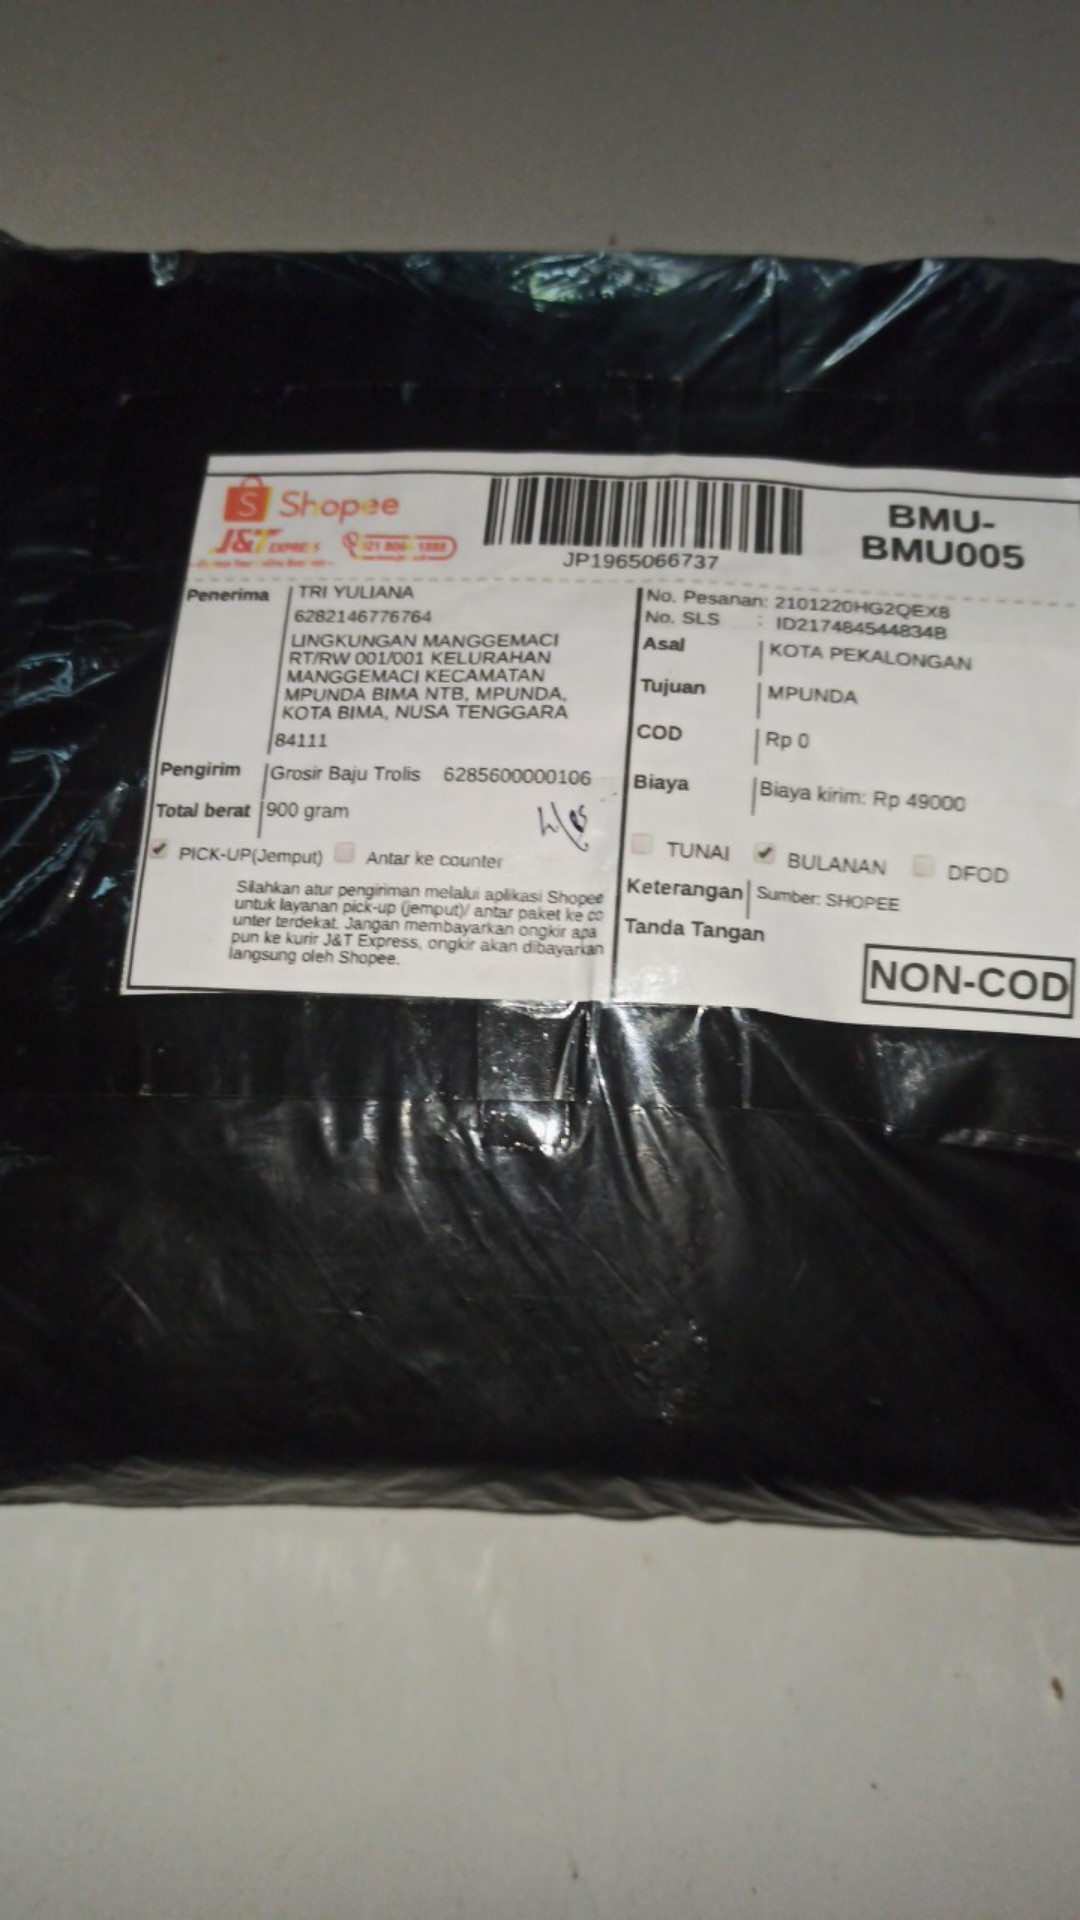 Shopee
J&T EXPRESS
JP1965066737
BMU-
BMU005
Penerima
TRI YULIANA
6282146776764
LINGKUNGAN MANGGEMACI
RT/RW 001/001 KELURAHAN
MANGGEMACI KECAMATAN
MPUNDA BIMA NTB, MPUNDA,
KOTA BIMA, NUSA TENGGARA
84111
Pengirim Grosir Baju Trolis 6285600000106
Total berat 900 gram
PICK-UP(Jemput) Antar ke counter
Silahkan atur pengiriman melalui aplikasi Shopee
untuk layanan pick-up (jemput)/ antar paket ke co
unter terdekat. Jangan membayarkan ongkir apa
pun ke kurir J&T Express, ongkir akan dibayarkan
langsung oleh Shopee.
No. Pesanan: 2101220HG2QEX8
No. SLS : ID217484544834B
Asal KOTA PEKALONGAN
Tujuan MPUNDA
COD Rp 0
Biaya Biaya kirim: Rp 49000
TUNAI BULANAN DFOD
Keterangan Sumber: SHOPEE
Tanda Tangan
NON-COD